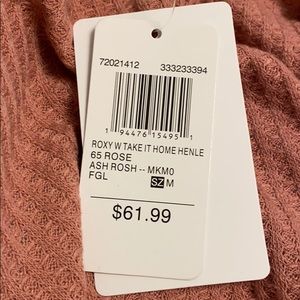 72021412 333233394
1 94476 15495 1
ROXY W TAKE IT HOME HENLE
65 ROSE
ASH ROSH -- MKM0
FGL SZ M
$61.99